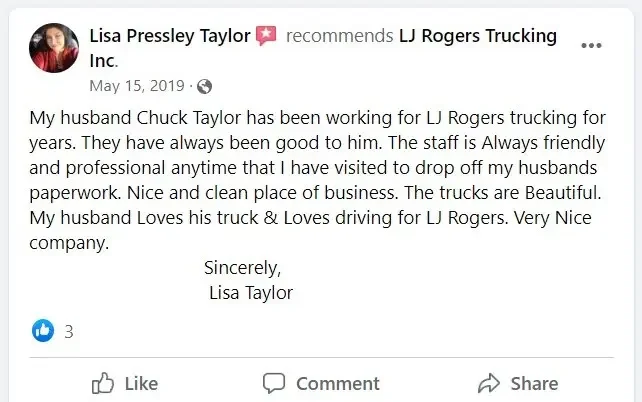 Lisa Pressley Taylor recommends LJ Rogers Trucking
Inc.
May 15, 2019 ·
My husband Chuck Taylor has been working for LJ Rogers trucking for
years. They have always been good to him. The staff is Always friendly
and professional anytime that I have visited to drop off my husbands
paperwork. Nice and clean place of business. The trucks are Beautiful.
My husband Loves his truck & Loves driving for LJ Rogers. Very Nice
company.
Sincerely,
Lisa Taylor
3
Like Comment Share